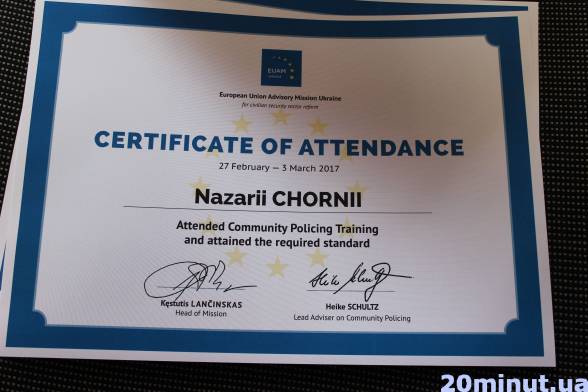 EUAM
European Union Advisory Mission Ukraine
for civilian security sector reform
CERTIFICATE OF ATTENDANCE
27 February — 3 March 2017
Nazarii CHORNII
Attended Community Policing Training
and attained the required standard
Kęstutis LANČINSKAS
Head of Mission
Heike SCHULTZ
Lead Adviser on Community Policing
20minut.ua